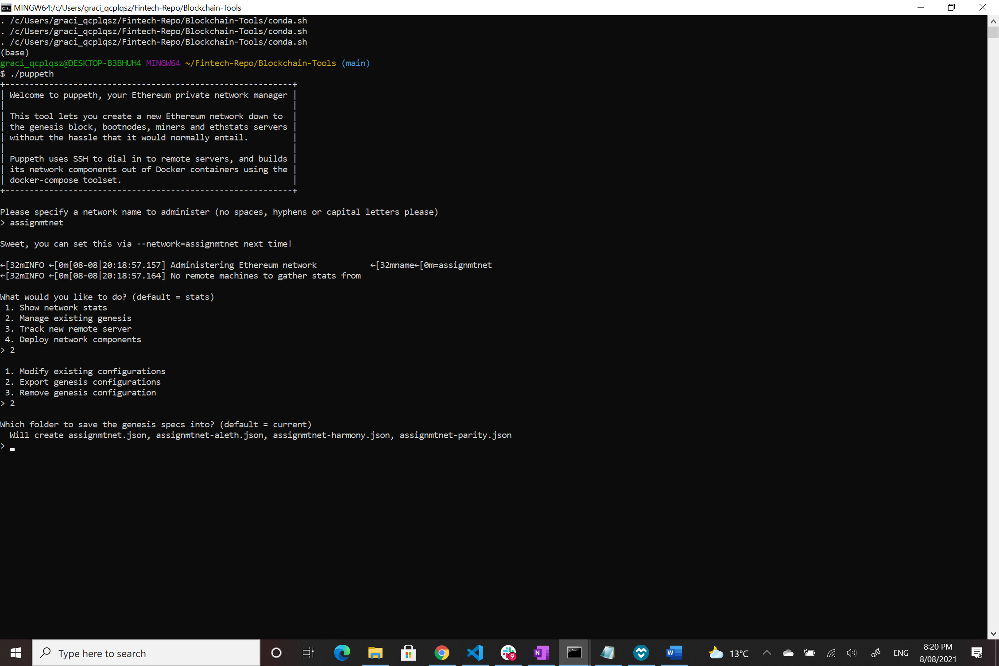 MINGW64:/c/Users/graci_qcplqsz/Fintech-Repo/Blockchain-Tools
. /c/Users/graci_qcplqsz/Fintech-Repo/Blockchain-Tools/conda.sh
. /c/Users/graci_qcplqsz/Fintech-Repo/Blockchain-Tools/conda.sh
. /c/Users/graci_qcplqsz/Fintech-Repo/Blockchain-Tools/conda.sh
(base)
graci_qcplqsz@DESKTOP-B3BHUH4 MINGW64 ~/Fintech-Repo/Blockchain-Tools (main)
$ ./puppeth
+-----------------------------------------------------------+
| Welcome to puppeth, your Ethereum private network manager |
|                                                           |
| This tool lets you create a new Ethereum network down to  |
| the genesis block, bootnodes, miners and ethstats servers |
| without the hassle that it would normally entail.         |
|                                                           |
| Puppeth uses SSH to dial in to remote servers, and builds |
| its network components out of Docker containers using the |
| docker-compose toolset.                                   |
+-----------------------------------------------------------+
Please specify a network name to administer (no spaces, hyphens or capital letters please)
> assignmtnet
Sweet, you can set this via --network=assignmtnet next time!
←[32mINFO ←[0m[08-08|20:18:57.157] Administering Ethereum network           ←[32mname←[0m=assignmtnet
←[32mINFO ←[0m[08-08|20:18:57.164] No remote machines to gather stats from
What would you like to do? (default = stats)
1. Show network stats
2. Manage existing genesis
3. Track new remote server
4. Deploy network components
> 2
1. Modify existing configurations
2. Export genesis configurations
3. Remove genesis configuration
> 2
Which folder to save the genesis specs into? (default = current)
Will create assignmtnet.json, assignmtnet-aleth.json, assignmtnet-harmony.json, assignmtnet-parity.json
>
Type here to search
9
N
W
13°C
ENG
8:20 PM
8/08/2021